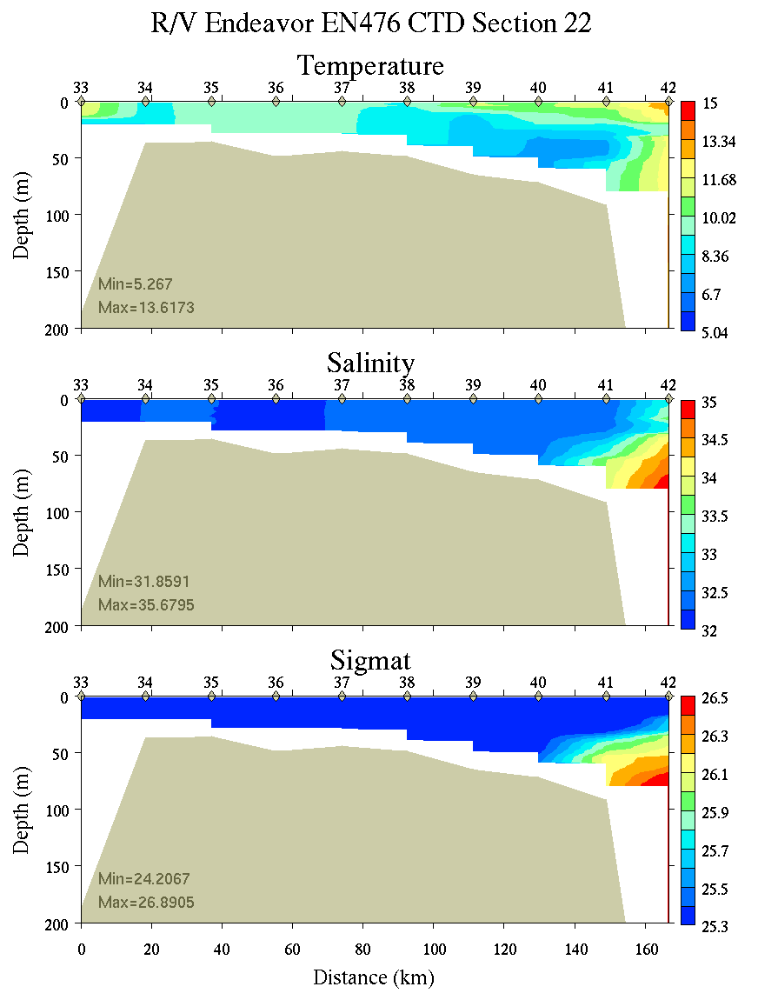 R/V Endeavor EN476 CTD Section 22
Temperature
33 34 35 36 37 38 39 40 41 42
0
50
100
150
200
Depth (m)
Min=5.267
Max=13.6173
15
13.34
11.68
10.02
8.36
6.7
5.04
Salinity
33 34 35 36 37 38 39 40 41 42
0
50
100
150
200
Depth (m)
Min=31.8591
Max=35.6795
35
34.5
34
33.5
33
32.5
32
Sigmat
33 34 35 36 37 38 39 40 41 42
0
50
100
150
200
Depth (m)
Min=24.2067
Max=26.8905
26.5
26.3
26.1
25.9
25.7
25.5
25.3
0 20 40 60 80 100 120 140 160
Distance (km)